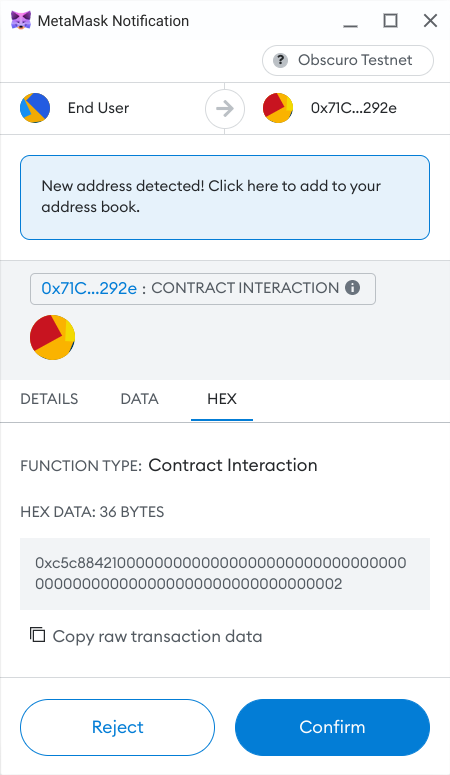 MetaMask Notification
? Obscuro Testnet
End User
0x71C...292e
New address detected! Click here to add to your
address book.
0x71C...292e : CONTRACT INTERACTION
DETAILS DATA HEX
FUNCTION TYPE: Contract Interaction
HEX DATA: 36 BYTES
0xc5c884210000000000000000000000000000000
000000000000000000000000000000002
Copy raw transaction data
Reject Confirm